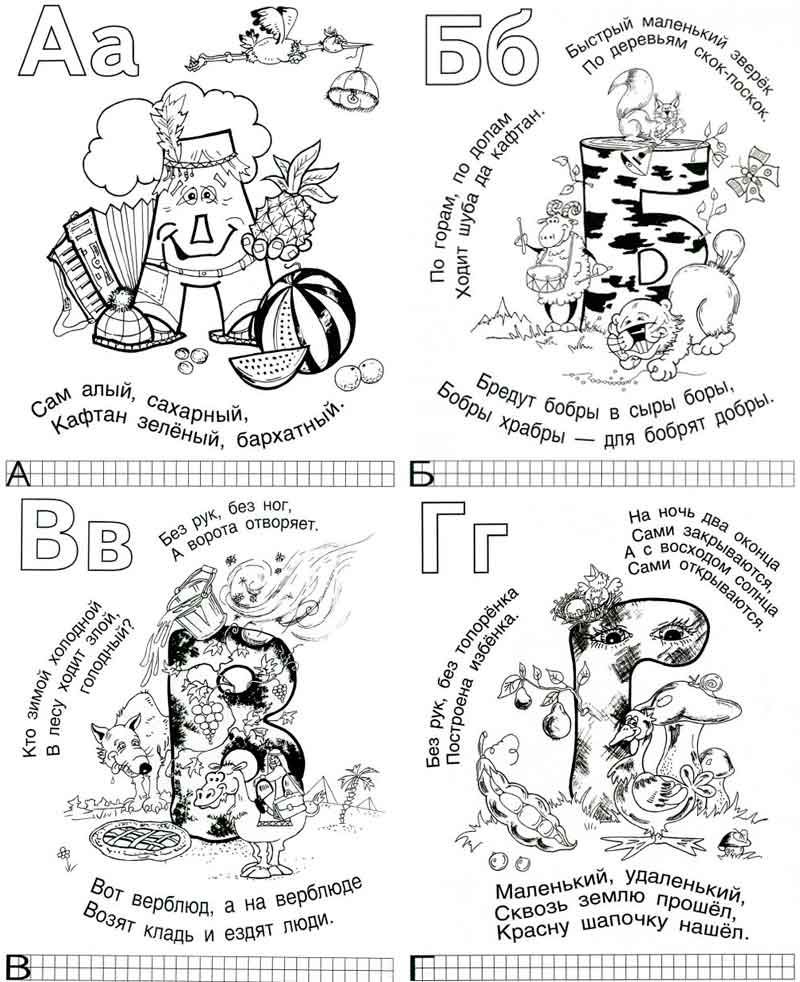 Аа
Сам алый, сахарный,
Кафтан зелёный, бархатный.
А
Бб
Быстрый маленький зверёк
По деревьям скок-поскок.
По горам, по долам
Ходит шуба да кафтан.
Бредут бобры в сыры боры,
Бобры храбры — для бобрят добры.
Б
Вв
Без рук, без ног,
А ворота отворяет.
Кто зимой холодной
В лесу ходит злой,
голодный?
Вот верблюд, а на верблюде
Возят кладь и ездят люди.
В
Гг
На ночь два оконца
Сами закрываются,
А с восходом солнца
Сами открываются.
Без рук, без топорёнка
Построена избёнка.
Маленький, удаленький,
Сквозь землю прошёл,
Красну шапочку нашёл.
Г